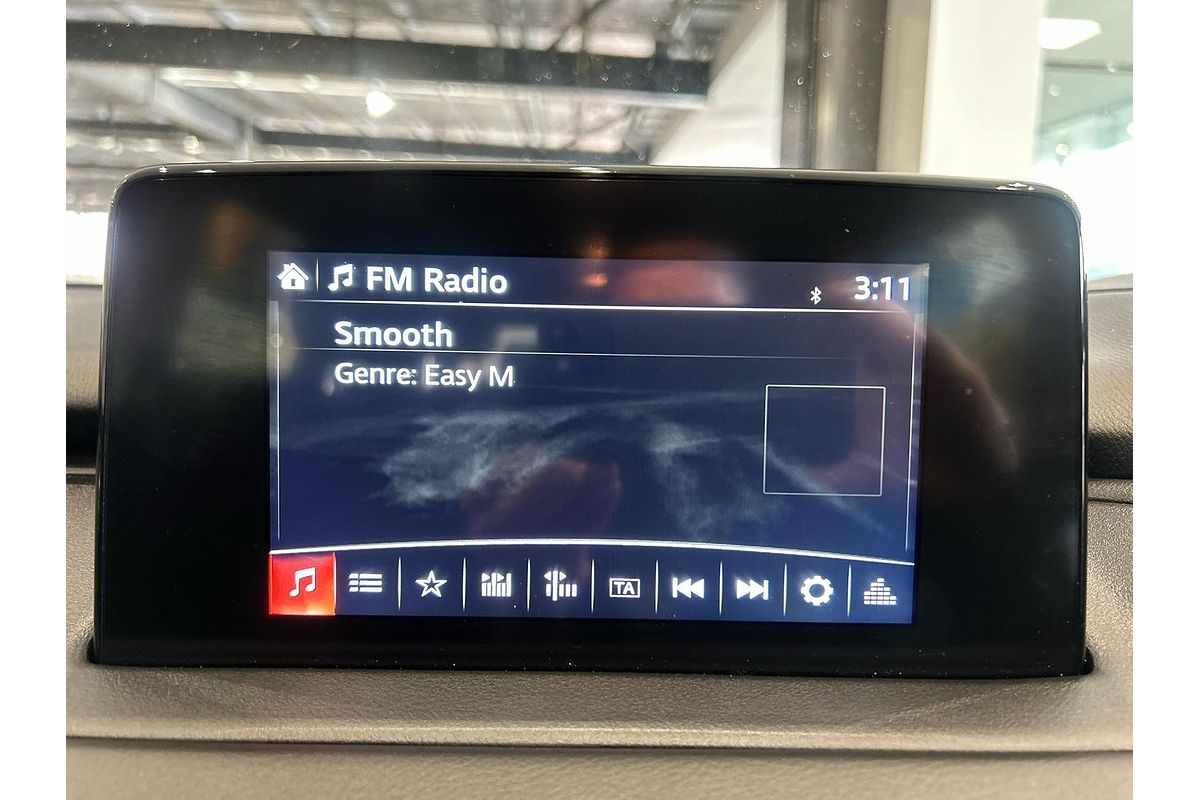 FM Radio
3:11
Smooth
Genre: Easy M
TA